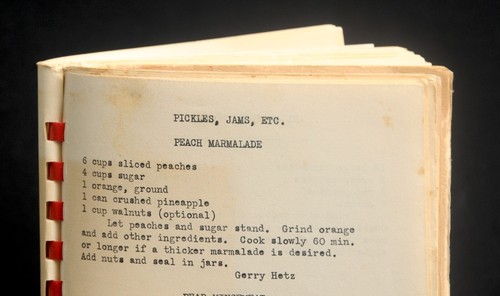 PICKLES, JAMS, ETC.
PEACH MARMALADE
6 cups sliced peaches
4 cups sugar
1 orange, ground
1 can crushed pineapple
1 cup walnuts (optional)
Let peaches and sugar stand. Grind orange
and add other ingredients. Cook slowly 60 min.
or longer if a thicker marmalade is desired.
Add nuts and seal in jars.
Gerry Hetz